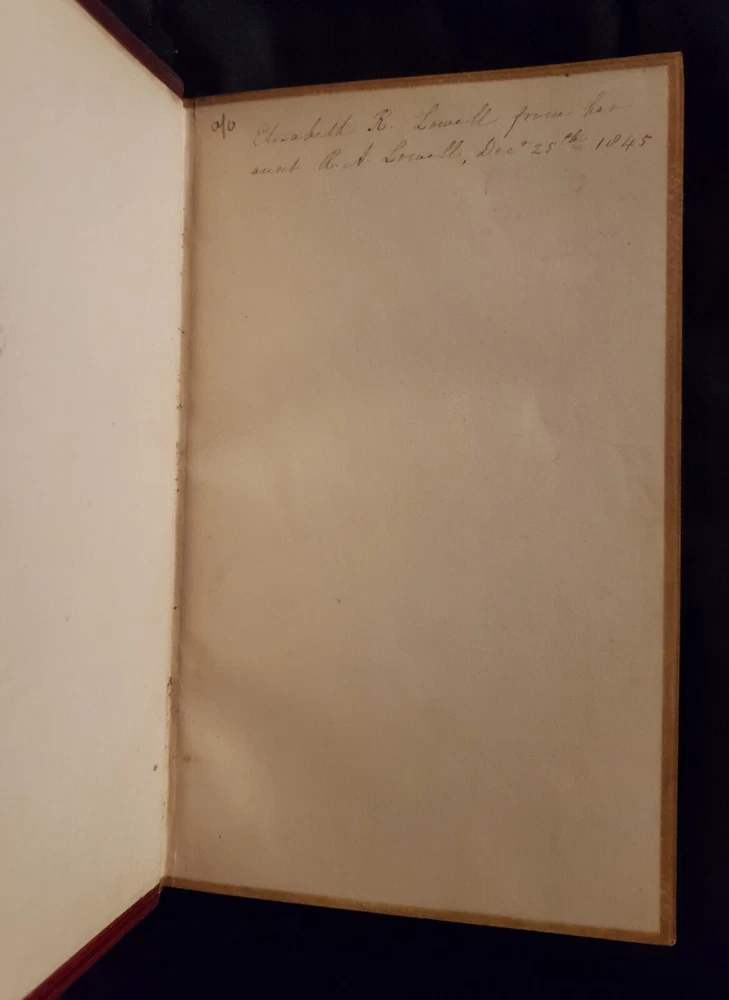 o/o
Elizabeth R. Lowell from her
aunt R. A. Lowell, Decr 25th 1845